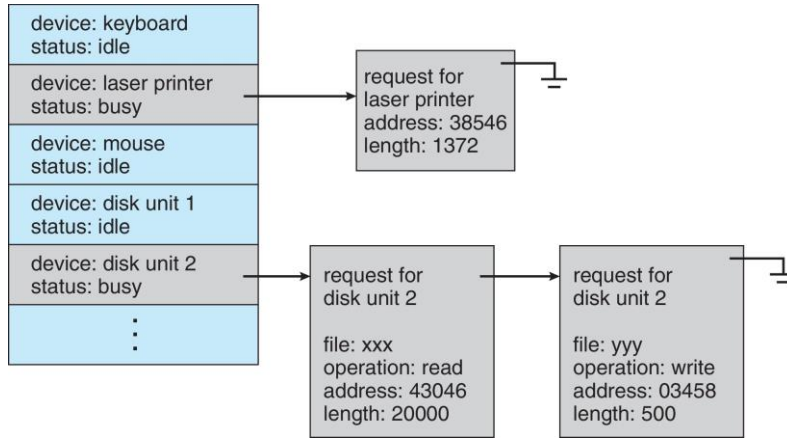 device: keyboard
status: idle
device: laser printer
status: busy
device: mouse
status: idle
device: disk unit 1
status: idle
device: disk unit 2
status: busy
request for
laser printer
address: 38546
length: 1372
request for
disk unit 2
file: xxx
operation: read
address: 43046
length: 20000
request for
disk unit 2
file: yyy
operation: write
address: 03458
length: 500